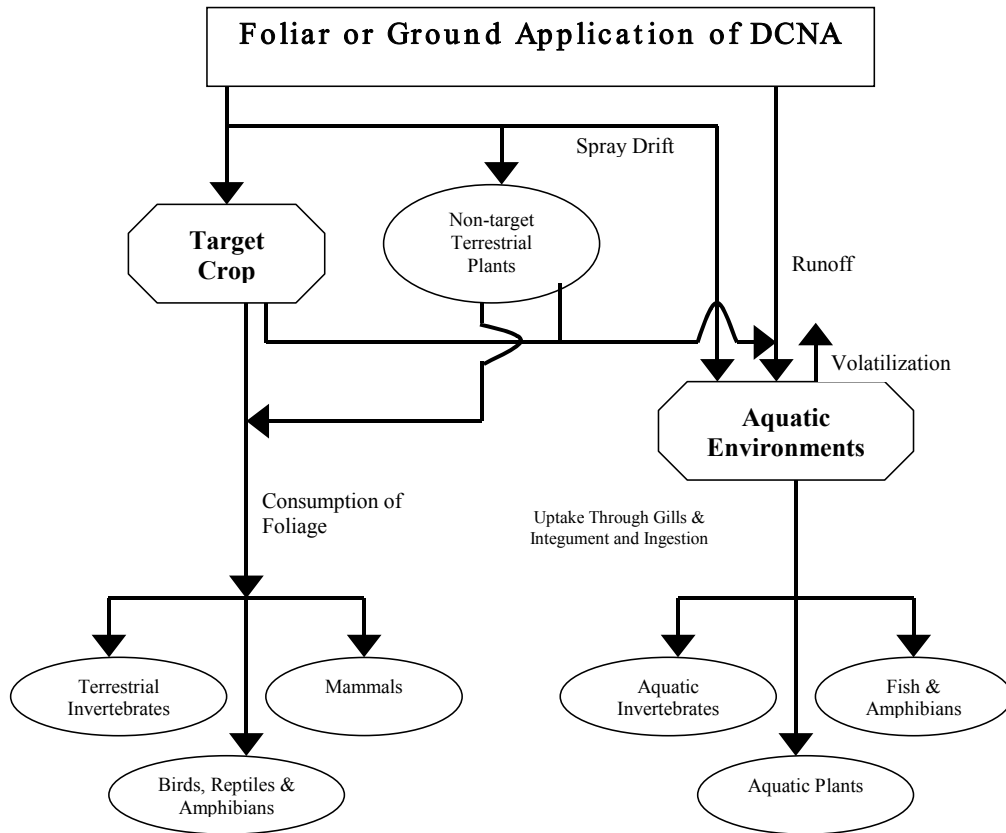 Foliar or Ground Application of DCNA
Spray Drift
Non-target
Terrestrial
Plants
Target
Crop
Runoff
Volatilization
Aquatic
Environments
Consumption of
Foliage
Uptake Through Gills &
Integument and Ingestion
Terrestrial
Invertebrates
Mammals
Birds, Reptiles &
Amphibians
Aquatic
Invertebrates
Fish &
Amphibians
Aquatic Plants